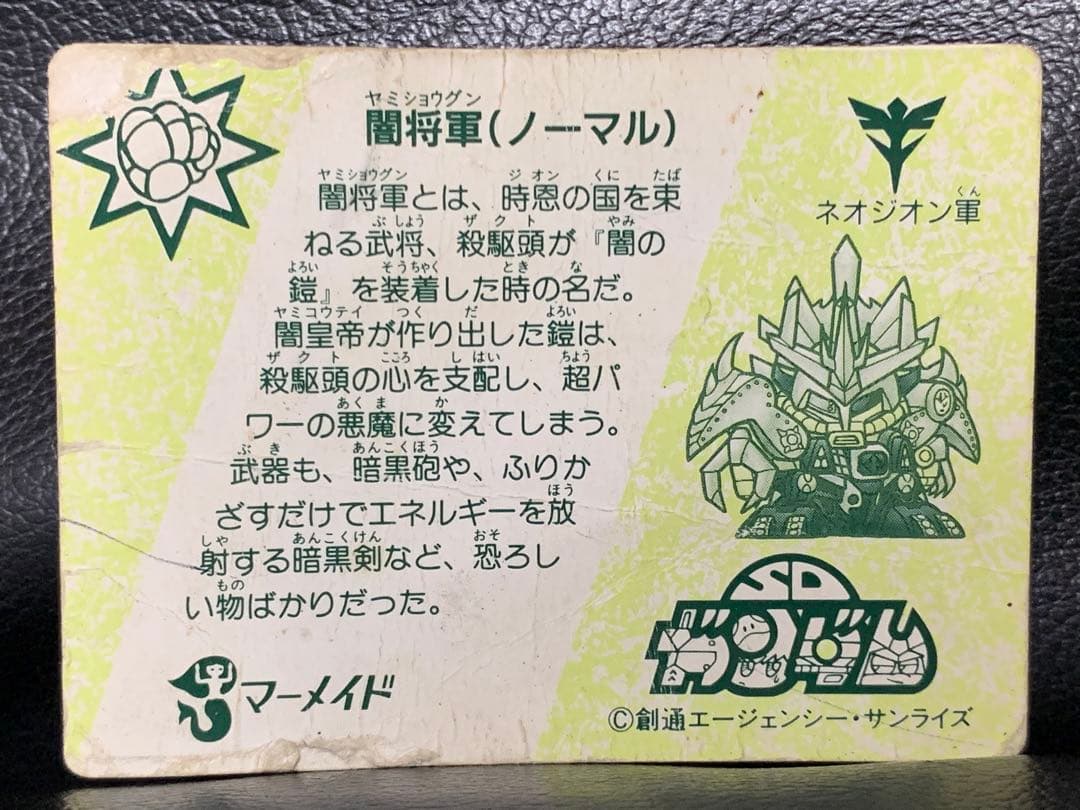 ヤミショウグン
闇将軍(ノーマル)
ヤミショウグン ジオン くに たば
闇将軍とは、時恩の国を束
ぶしょう ザクト やみ
ねる武将、殺駆頭が『闇の
よろい そうちゃく とき な
鎧』を装着した時の名だ。
ヤミコウテイ つく だ よろい
闇皇帝が作り出した鎧は、
ザクト こころ しはい ちょう
殺駆頭の心を支配し、超パ
あくま か
ワーの悪魔に変えてしまう。
ぶき あんこくほう
武器も、暗黒砲や、ふりか
ほう
ざすだけでエネルギーを放
しゃ あんこくけん おそ
射する暗黒剣など、恐ろし
もの
い物ばかりだった。
マーメイド
ぐん
ネオジオン軍
SD
ガンダム
©創通エージェンシー・サンライズ